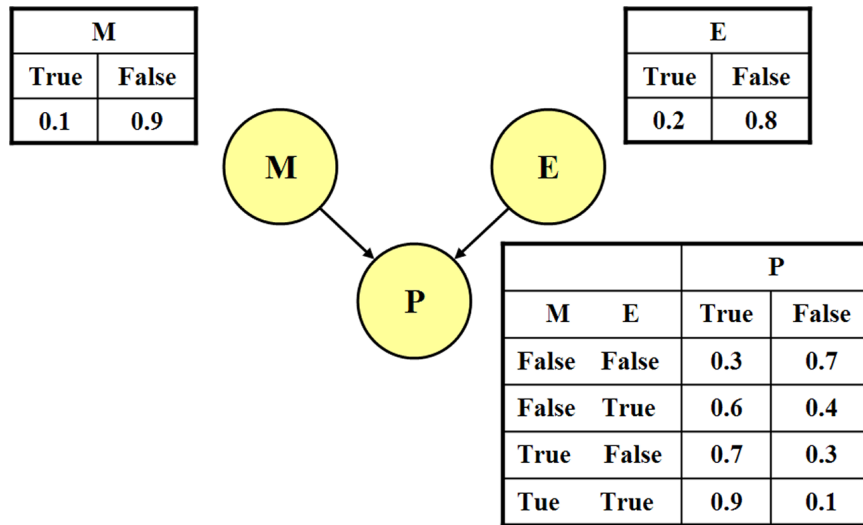 M
True False
0.1 0.9
E
True False
0.2 0.8
M
E
P
P
M E True False
False False 0.3 0.7
False True 0.6 0.4
True False 0.7 0.3
Tue True 0.9 0.1